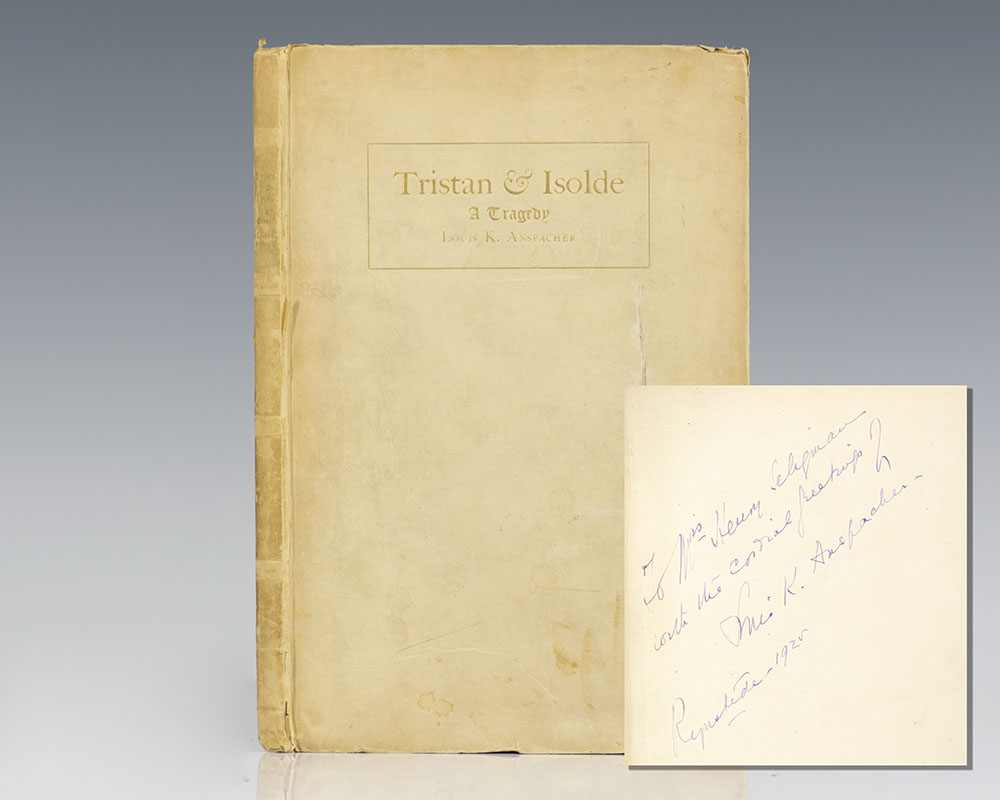 Tristan & Isolde
A Tragedy
Louis K. Anspacher
To Mrs Henry Seligman
with the cordial greetings of
Louis K. Anspacher –
1925